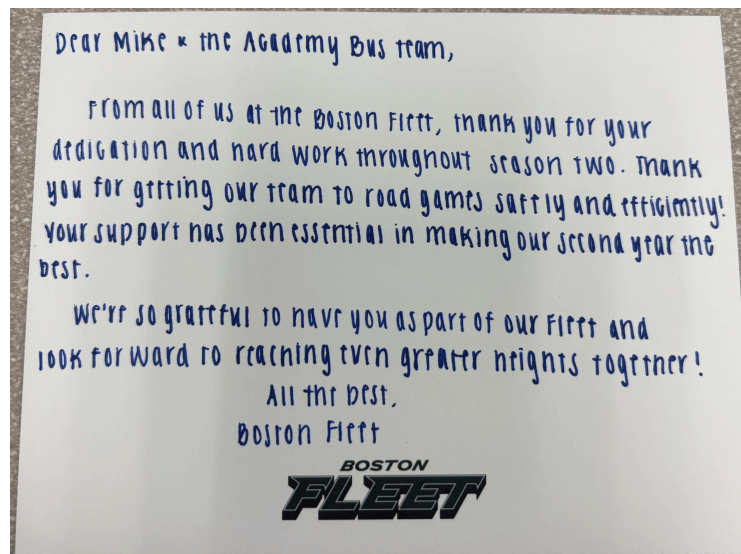 Dear Mike & the Academy Bus team,
From all of us at the Boston Fleet, thank you for your
dedication and hard work throughout season two. Thank
you for getting our team to road games safely and efficiently!
Your support has been essential in making our second year the
best.
We're so grateful to have you as part of our Fleet and
look forward to reaching even greater heights together!
All the best,
Boston Fleet
BOSTON
FLEET